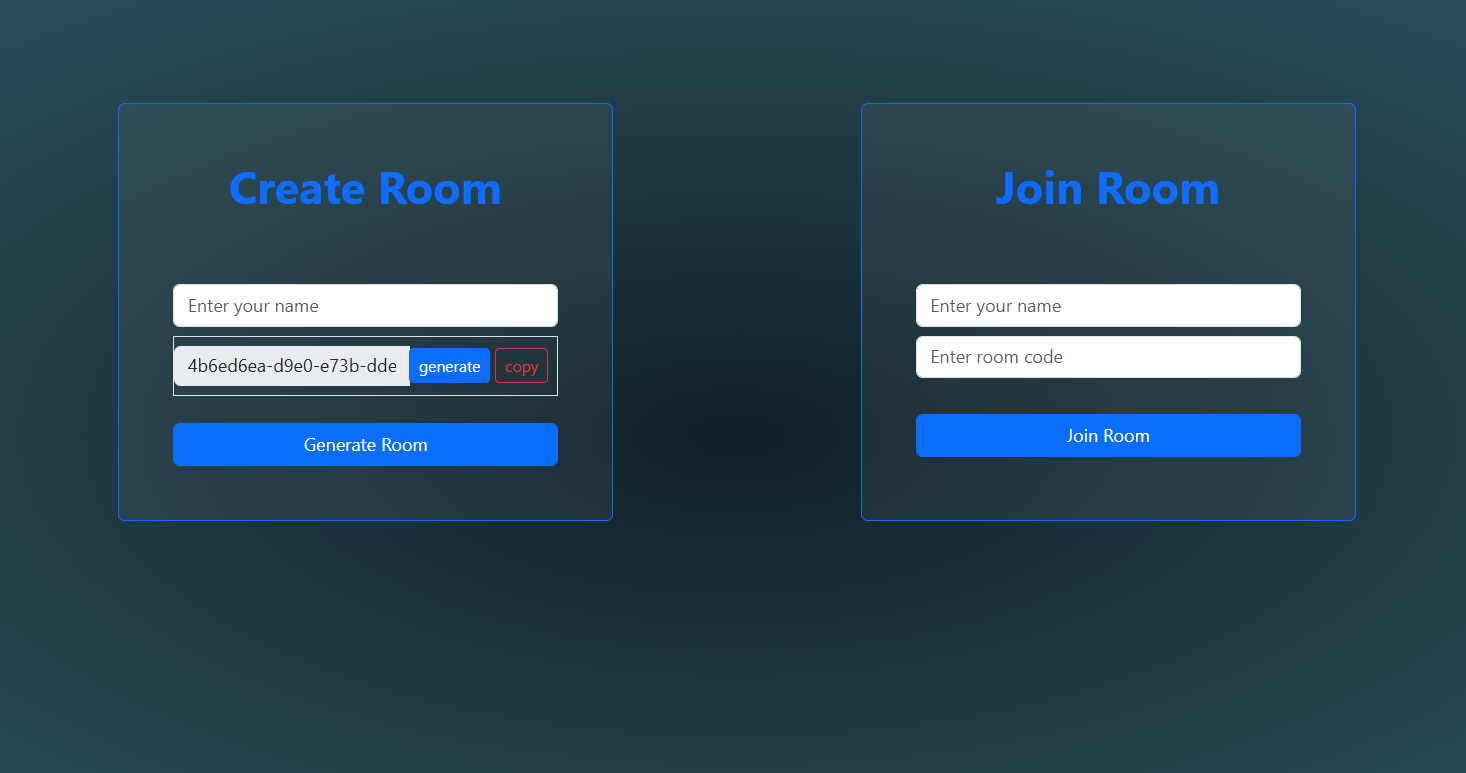 Create Room
Enter your name
4b6ed6ea-d9e0-e73b-dde
generate
copy
Generate Room
Join Room
Enter your name
Enter room code
Join Room